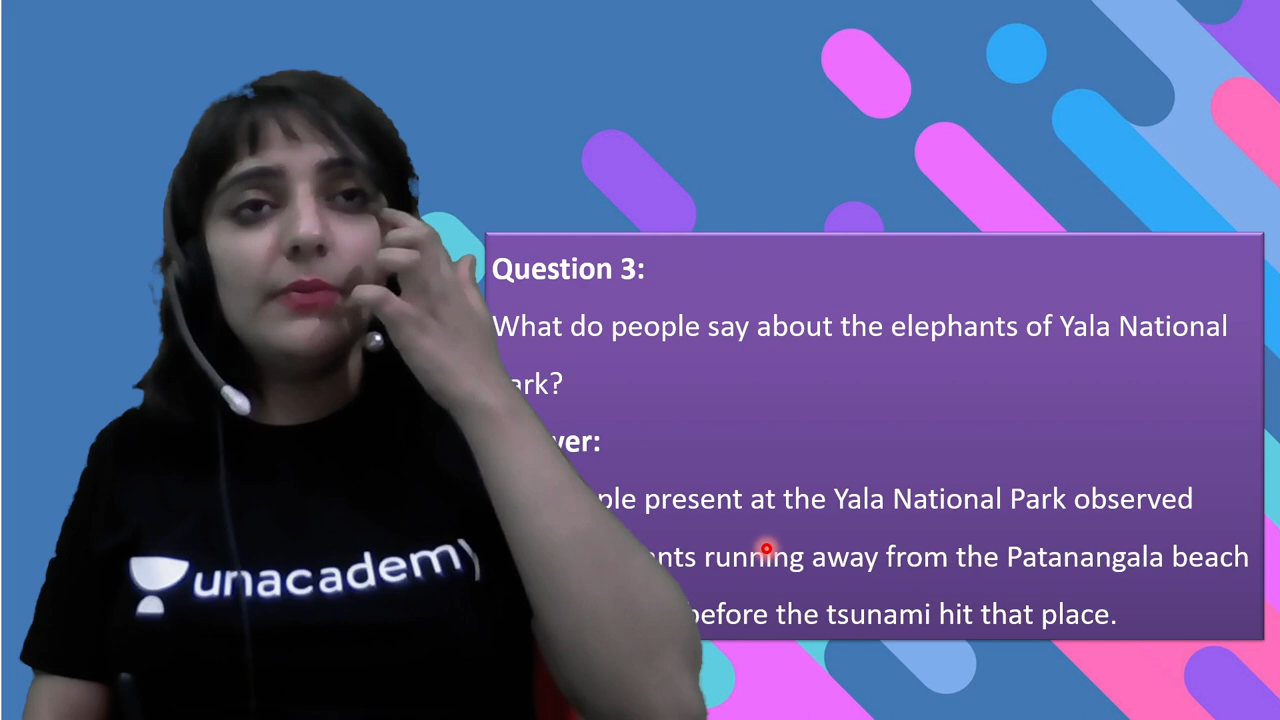 Question 3:
What do people say about the elephants of Yala National
ark?
ver:
ple present at the Yala National Park observed
nts running away from the Patanangala beach
before the tsunami hit that place.
unacademy